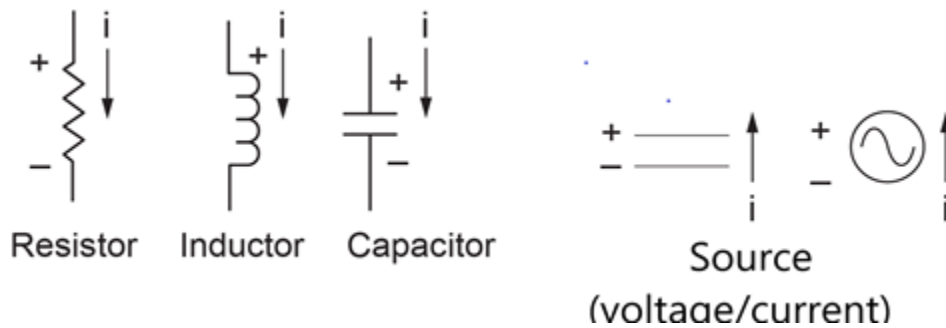 i i i
+ + +
+ +
− − − −
i i
Resistor Inductor Capacitor
Source
(voltage/current)